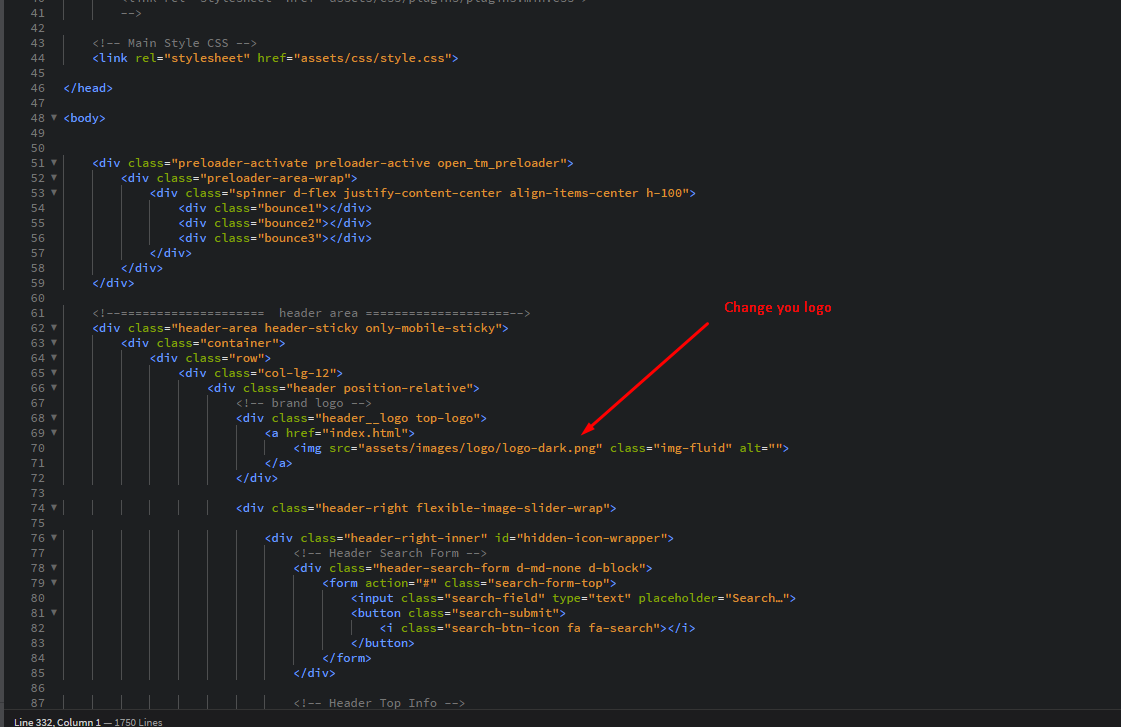 40 <link rel="stylesheet" href="assets/css/plugins/plugins.min.css">
41 -->
42
43 <!-- Main Style CSS -->
44 <link rel="stylesheet" href="assets/css/style.css">
45
46 </head>
47
48 <body>
49
50
51 <div class="preloader-activate preloader-active open_tm_preloader">
52 <div class="preloader-area-wrap">
53 <div class="spinner d-flex justify-content-center align-items-center h-100">
54 <div class="bounce1"></div>
55 <div class="bounce2"></div>
56 <div class="bounce3"></div>
57 </div>
58 </div>
59 </div>
60
61 <!--==================== header area ====================-->
Change you logo
62 <div class="header-area header-sticky only-mobile-sticky">
63 <div class="container">
64 <div class="row">
65 <div class="col-lg-12">
66 <div class="header position-relative">
67 <!-- brand logo -->
68 <div class="header__logo top-logo">
69 <a href="index.html">
70 <img src="assets/images/logo/logo-dark.png" class="img-fluid" alt="">
71 </a>
72 </div>
73
74 <div class="header-right flexible-image-slider-wrap">
75
76 <div class="header-right-inner" id="hidden-icon-wrapper">
77 <!-- Header Search Form -->
78 <div class="header-search-form d-md-none d-block">
79 <form action="#" class="search-form-top">
80 <input class="search-field" type="text" placeholder="Search…">
81 <button class="search-submit">
82 <i class="search-btn-icon fa fa-search"></i>
83 </button>
84 </form>
85 </div>
86
87 <!-- Header Top Info -->
Line 332, Column 1 — 1750 Lines